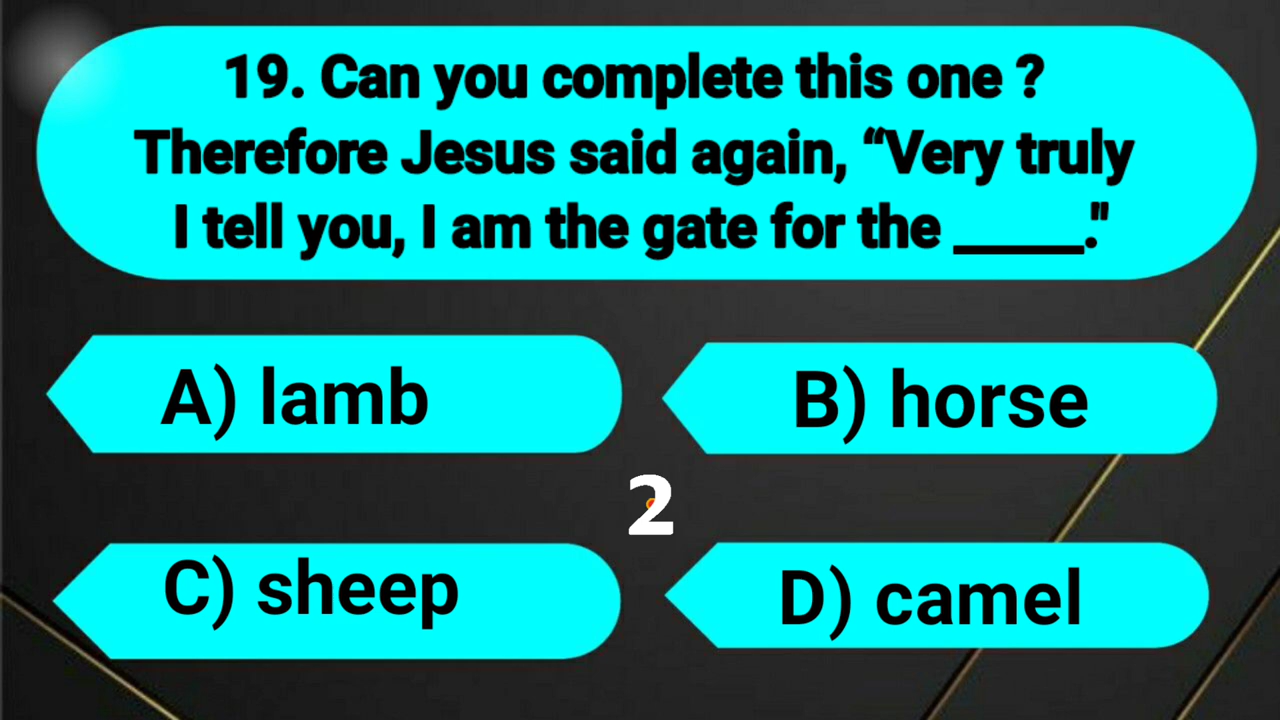 19. Can you complete this one ?
Therefore Jesus said again, “Very truly
I tell you, I am the gate for the _____."
A) lamb
B) horse
2
C) sheep
D) camel